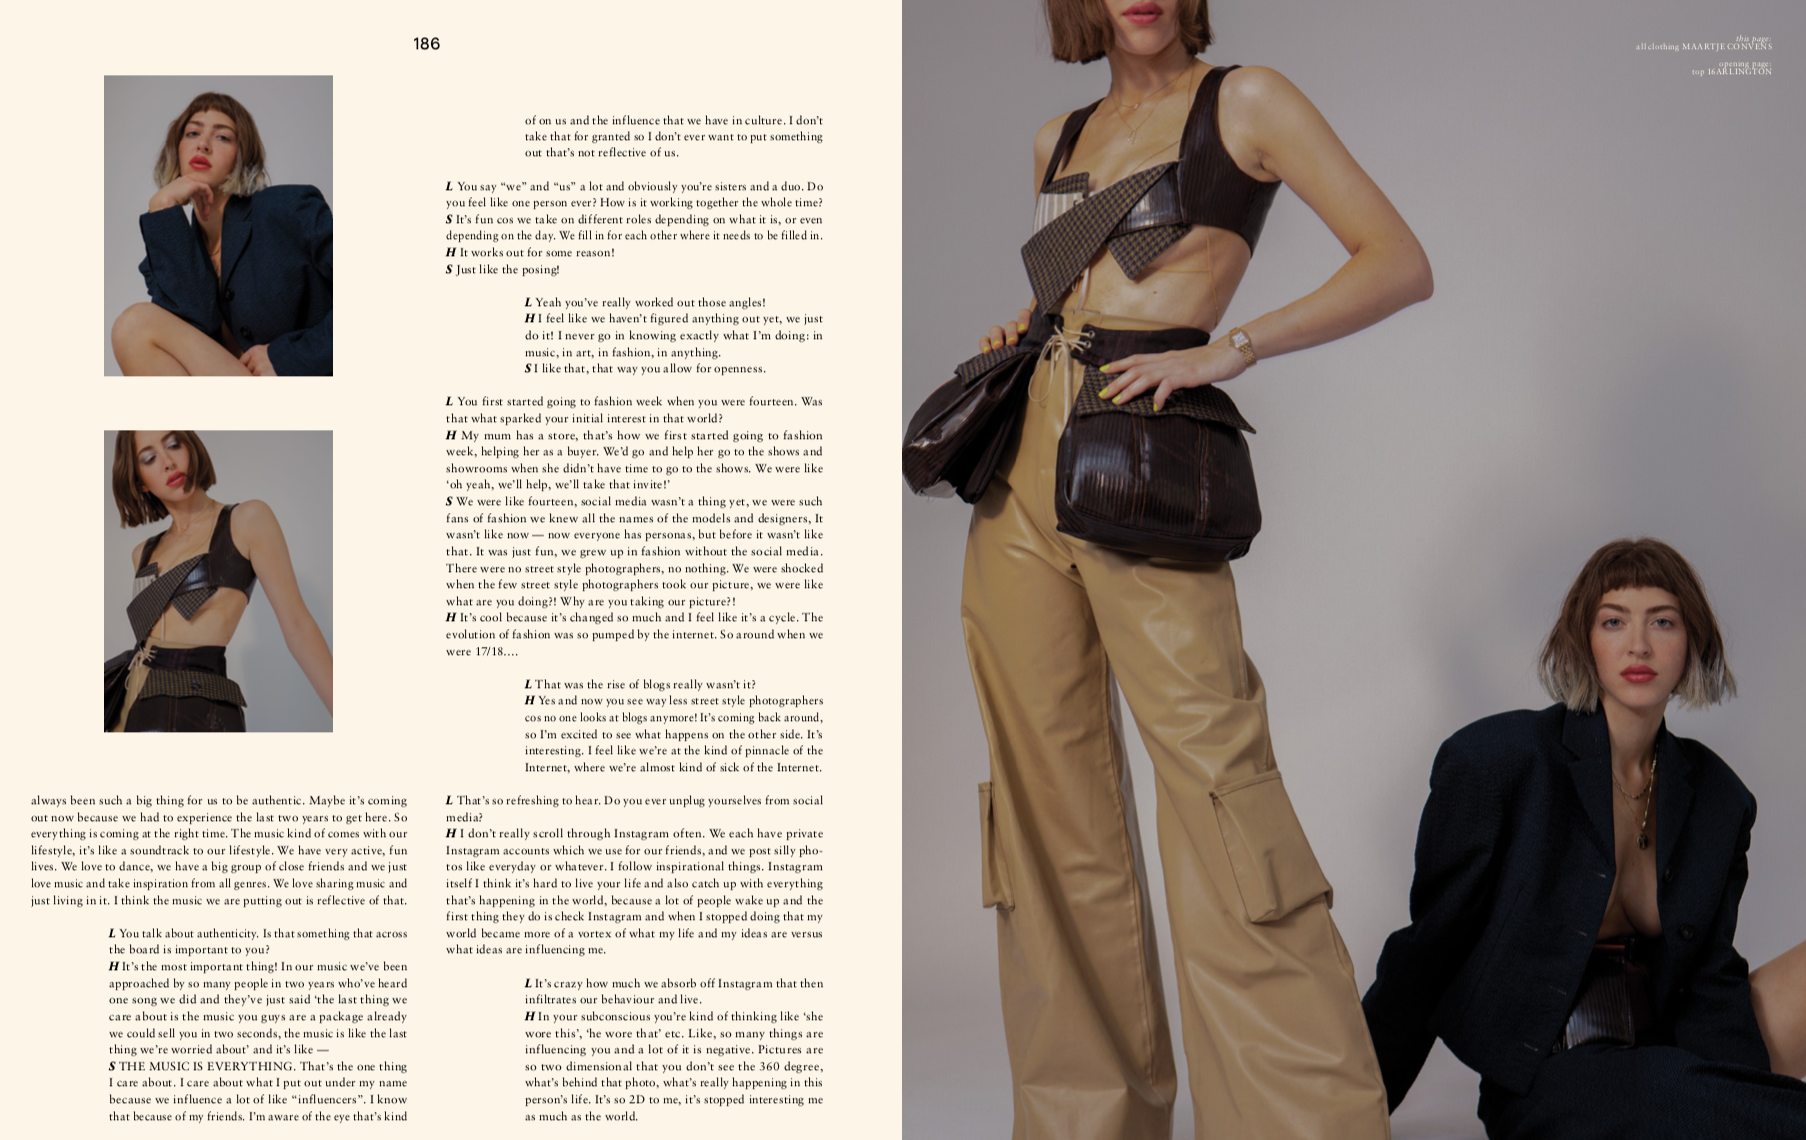 186
always been such a big thing for us to be authentic. Maybe it's coming
out now because we had to experience the last two years to get here. So
everything is coming at the right time. The music kind of comes with our
lifestyle, it's like a soundtrack to our lifestyle. We have very active, fun
lives. We love to dance, we have a big group of close friends and we just
love music and take inspiration from all genres. We love sharing music and
just living in it. I think the music we are putting out is reflective of that.
L You talk about authenticity. Is that something that across
the board is important to you?
H It's the most important thing! In our music we've been
approached by so many people in two years who've heard
one song we did and they've just said 'the last thing we
care about is the music you guys are a package already
we could sell you in two seconds, the music is like the last
thing we're worried about' and it's like —
S THE MUSIC IS EVERYTHING. That's the one thing
I care about. I care about what I put out under my name
because we influence a lot of like “influencers”. I know
that because of my friends. I'm aware of the eye that's kind
of on us and the influence that we have in culture. I don't
take that for granted so I don't ever want to put something
out that's not reflective of us.
L You say “we” and “us” a lot and obviously you're sisters and a duo. Do
you feel like one person ever? How is it working together the whole time?
S It's fun cos we take on different roles depending on what it is, or even
depending on the day. We fill in for each other where it needs to be filled in.
H It works out for some reason!
S Just like the posing!
L Yeah you've really worked out those angles!
H I feel like we haven't figured anything out yet, we just
do it! I never go in knowing exactly what I'm doing: in
music, in art, in fashion, in anything.
S I like that, that way you allow for openness.
L You first started going to fashion week when you were fourteen. Was
that what sparked your initial interest in that world?
H My mum has a store, that's how we first started going to fashion
week, helping her as a buyer. We'd go and help her go to the shows and
showrooms when she didn't have time to go to the shows. We were like
'oh yeah, we'll help, we'll take that invite!'
S We were like fourteen, social media wasn't a thing yet, we were such
fans of fashion we knew all the names of the models and designers, It
wasn't like now — now everyone has personas, but before it wasn't like
that. It was just fun, we grew up in fashion without the social media.
There were no street style photographers, no nothing. We were shocked
when the few street style photographers took our picture, we were like
what are you doing?! Why are you taking our picture?!
H It's cool because it's changed so much and I feel like it's a cycle. The
evolution of fashion was so pumped by the internet. So around when we
were 17/18....
L That was the rise of blogs really wasn't it?
H Yes and now you see way less street style photographers
cos no one looks at blogs anymore! It's coming back around,
so I'm excited to see what happens on the other side. It's
interesting. I feel like we're at the kind of pinnacle of the
Internet, where we're almost kind of sick of the Internet.
L That's so refreshing to hear. Do you ever unplug yourselves from social
media?
H I don't really scroll through Instagram often. We each have private
Instagram accounts which we use for our friends, and we post silly pho-
tos like everyday or whatever. I follow inspirational things. Instagram
itself I think it's hard to live your life and also catch up with everything
that's happening in the world, because a lot of people wake up and the
first thing they do is check Instagram and when I stopped doing that my
world became more of a vortex of what my life and my ideas are versus
what ideas are influencing me.
L It's crazy how much we absorb off Instagram that then
infiltrates our behaviour and live.
H In your subconscious you're kind of thinking like 'she
wore this', 'he wore that' etc. Like, so many things are
influencing you and a lot of it is negative. Pictures are
so two dimensional that you don't see the 360 degree,
what's behind that photo, what's really happening in this
person's life. It's so 2D to me, it's stopped interesting me
as much as the world.
this page:
all clothing MAARTJE CONVENS
opening page:
top 16ARLINGTON